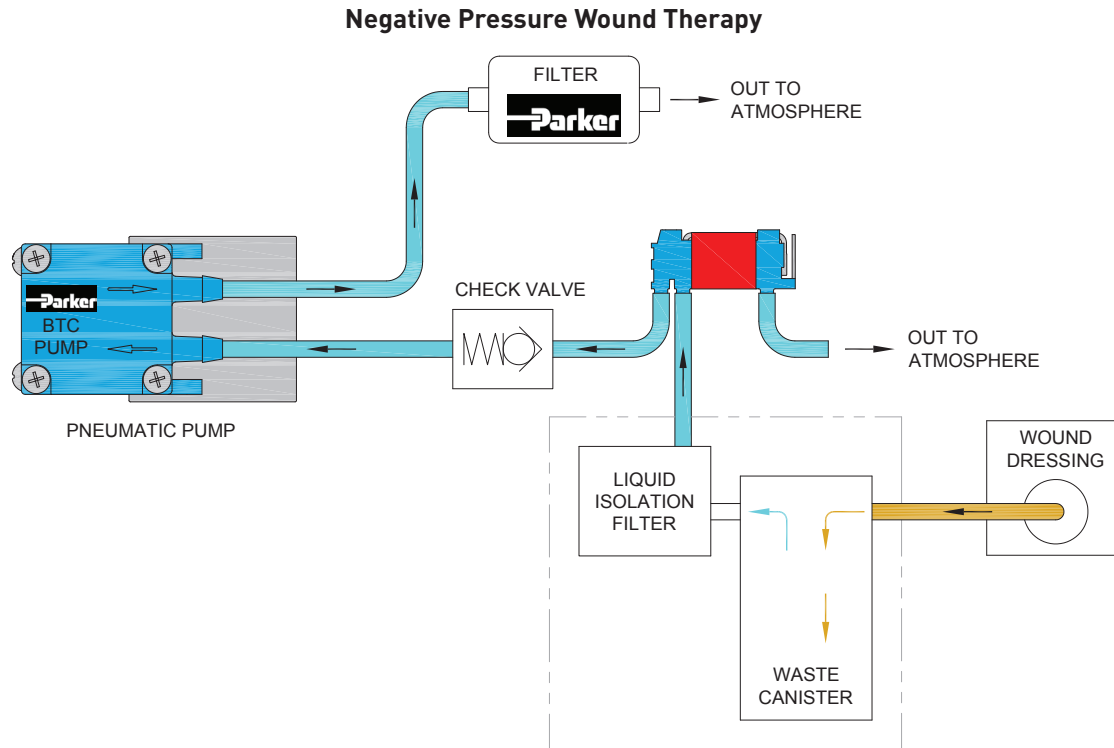 Negative Pressure Wound Therapy
FILTER
Parker
OUT TO
ATMOSPHERE
Parker
BTC
PUMP
PNEUMATIC PUMP
CHECK VALVE
OUT TO
ATMOSPHERE
LIQUID
ISOLATION
FILTER
WASTE
CANISTER
WOUND
DRESSING